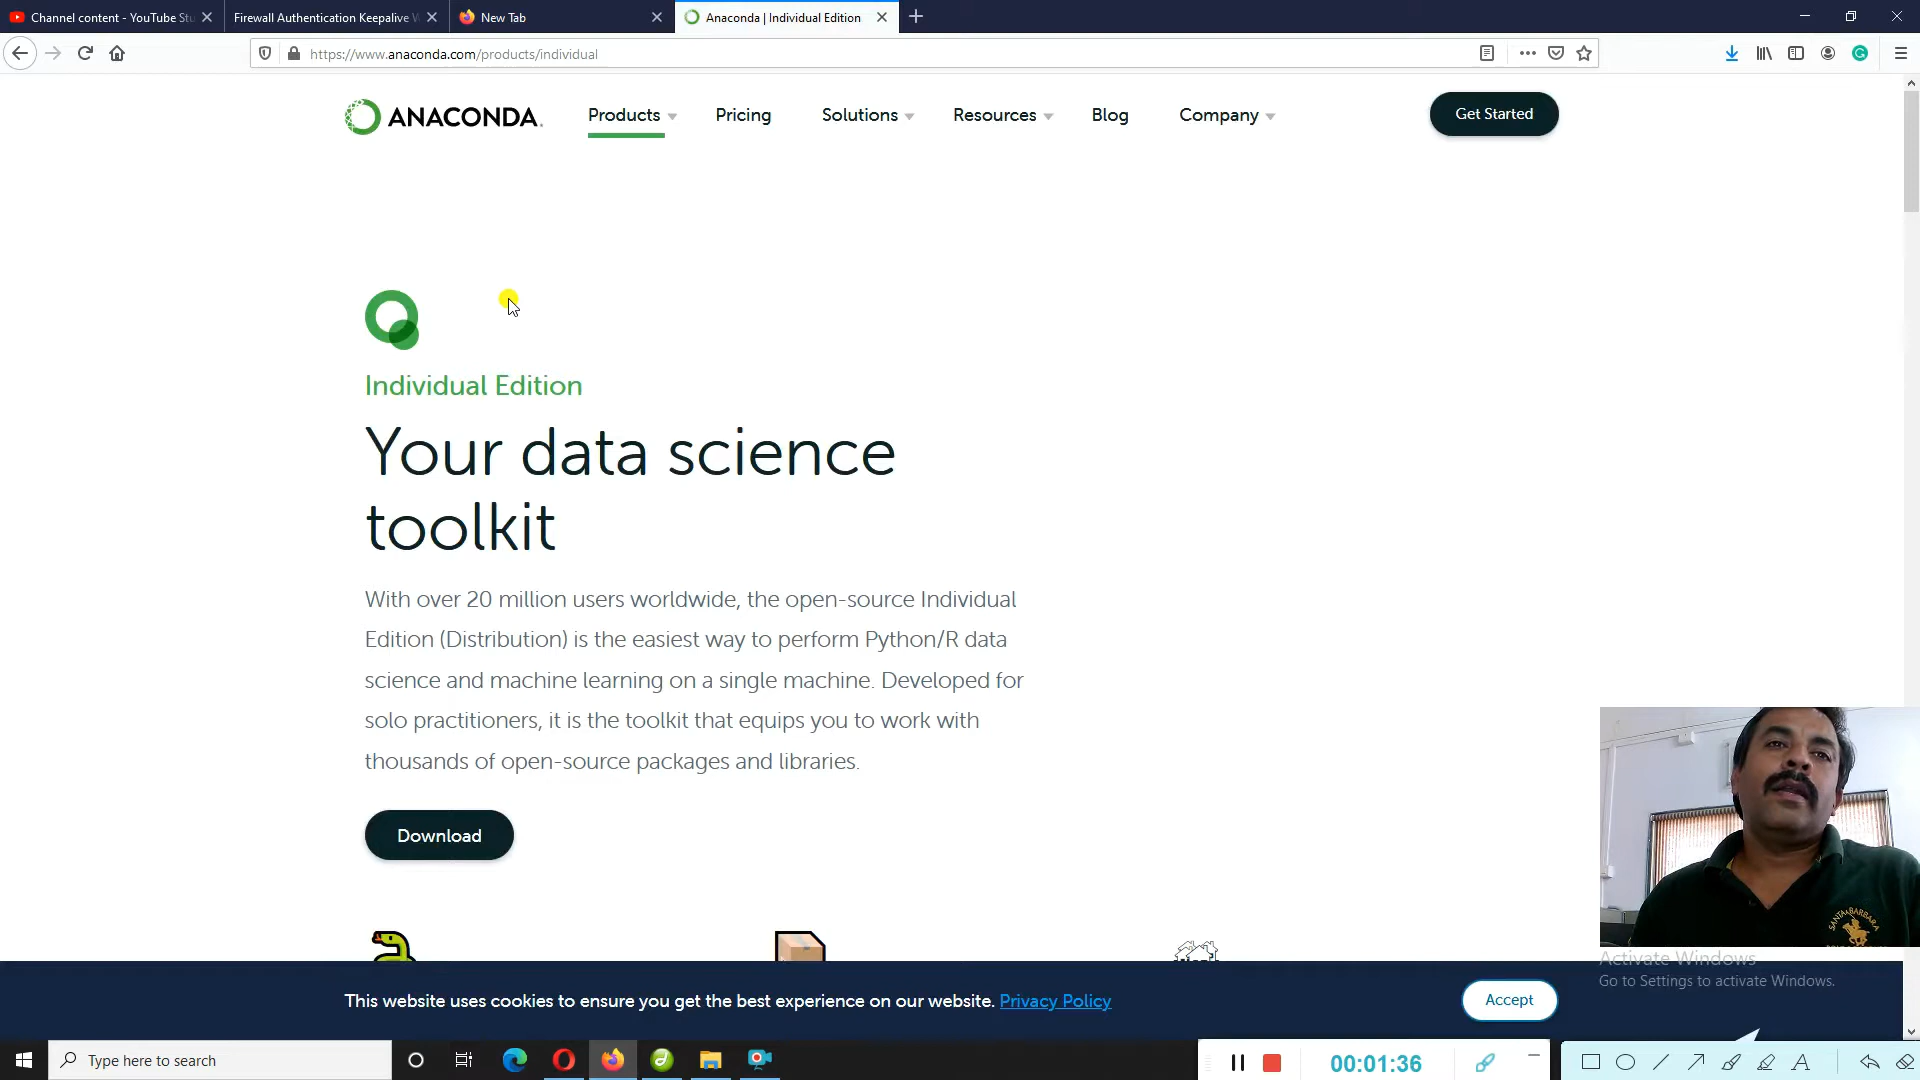 Channel content - YouTube Stu
Firewall Authentication Keepalive W
New Tab
Anaconda | Individual Edition
https://www.anaconda.com/products/individual
ANACONDA.
Products
Pricing
Solutions
Resources
Blog
Company
Get Started
Individual Edition
Your data science
toolkit
With over 20 million users worldwide, the open-source Individual
Edition (Distribution) is the easiest way to perform Python/R data
science and machine learning on a single machine. Developed for
solo practitioners, it is the toolkit that equips you to work with
thousands of open-source packages and libraries.
Download
SANTA BARBARA
Activate Windows
Go to Settings to activate Windows.
This website uses cookies to ensure you get the best experience on our website. Privacy Policy
Accept
Type here to search
00:01:36